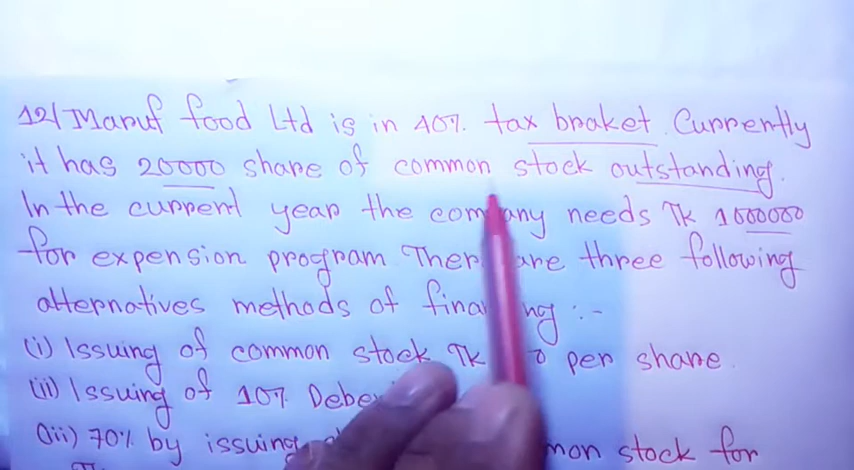 12/ Maruf food Ltd is in 40% tax braket. Currently
it has 20000 share of common stock outstanding.
In the current year the company needs Tk 1000000
for expension program. There are three following
alternatives methods of financing :-
(i) Issuing of common stock Tk per share.
(ii) Issuing of 10%
(iii) 70% by issuing stock for